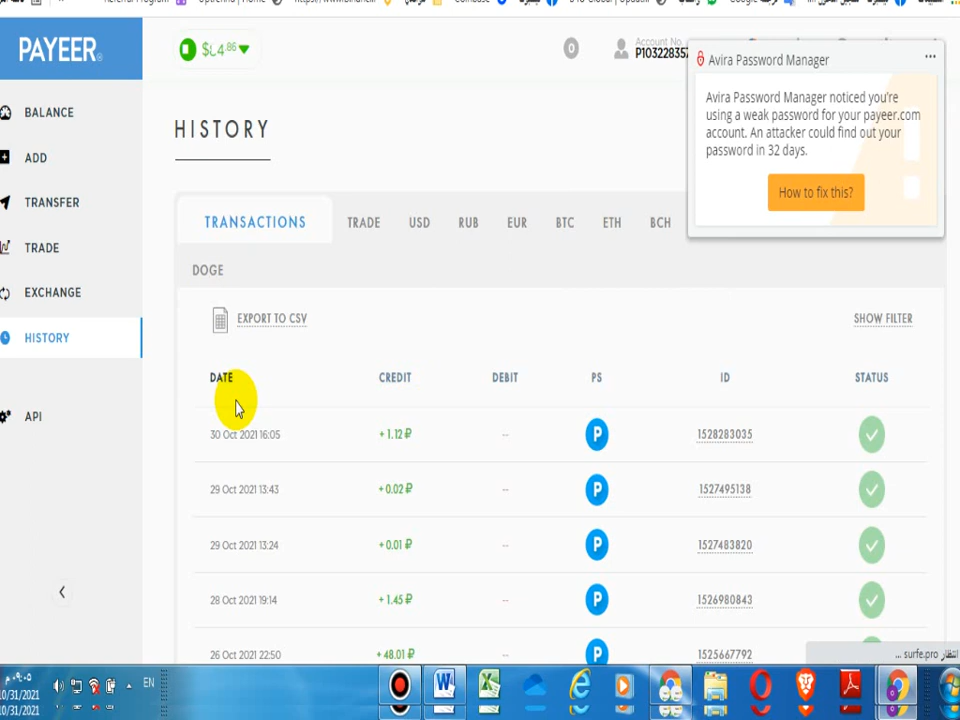 Referral Program
PAYEER®
$64.86
0
Account No.
P103228357
BALANCE
ADD
TRANSFER
TRADE
EXCHANGE
HISTORY
API
HISTORY
Avira Password Manager
Avira Password Manager noticed you're
using a weak password for your payeer.com
account. An attacker could find out your
password in 32 days.
How to fix this?
TRANSACTIONS TRADE USD RUB EUR BTC ETH BCH
DOGE
EXPORT TO CSV SHOW FILTER
DATE CREDIT DEBIT PS ID STATUS
30 Oct 2021 16:05 + 1.12 ₽ -- P 1528283035
29 Oct 2021 13:43 + 0.02 ₽ -- P 1527495138
29 Oct 2021 13:24 + 0.01 ₽ -- P 1527483820
28 Oct 2021 19:14 + 1.45 ₽ -- P 1526980843
26 Oct 2021 22:50 + 48.01 ₽ -- P 1525667792
انتظار surfe.pro ...
EN
10/31/2021
10/31/2021